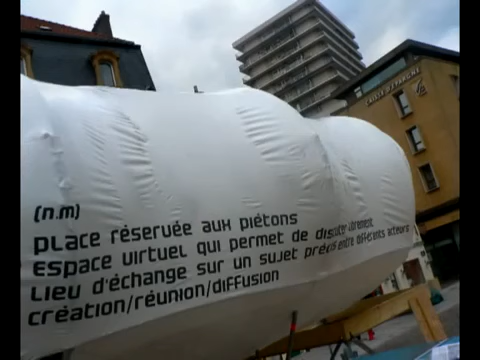 (n.m)
place réservée aux piétons
Espace virtuel qui permet de discuter librement
Lieu d'échange sur un sujet précis entre différents acteurs
création/réunion/diffusion
CAISSE D'EPARGNE